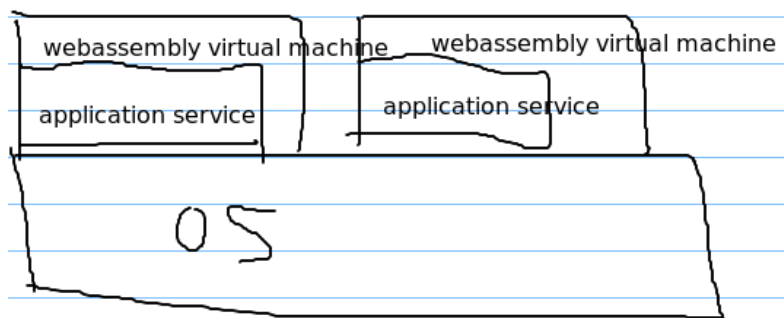 webassembly virtual machine
webassembly virtual machine
application service
application service
OS